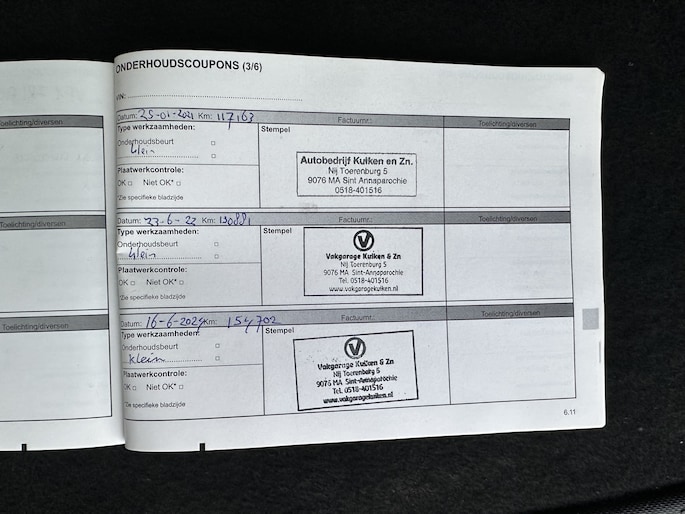 ONDERHOUDSCOUPONS (3/6)
VIN:
Toelichting/diversen
Datum: 25-01-2021 Km: 117163 Factuurnr.: Toelichting/diversen
Type werkzaamheden: Stempel
Onderhoudsbeurt
klein
Plaatwerkcontrole:
OK Niet OK*
*Zie specifieke bladzijde
Autobedrijf Kuiken en Zn.
Nij Toerenburg 5
9076 MA Sint Annaparochie
0518-401516
Toelichting/diversen
Datum: 23-6-22 Km: 130881 Factuurnr.: Toelichting/diversen
Type werkzaamheden: Stempel
Onderhoudsbeurt
klein
Plaatwerkcontrole:
OK Niet OK*
*Zie specifieke bladzijde
V
Vakgarage Kuiken & Zn
Nij Toerenburg 5
9076 MA Sint-Annaparochie
Tel. 0518-401516
www.vakgaragekuiken.nl
Toelichting/diversen
Datum: 16-6-2024 Km: 154702 Factuurnr.: Toelichting/diversen
Type werkzaamheden: Stempel
Onderhoudsbeurt
klein
Plaatwerkcontrole:
OK Niet OK*
*Zie specifieke bladzijde
V
Vakgarage Kuiken & Zn
Nij Toerenburg 5
9076 MA Sint-Annaparochie
Tel. 0518-401516
www.vakgaragekuiken.nl
6.11